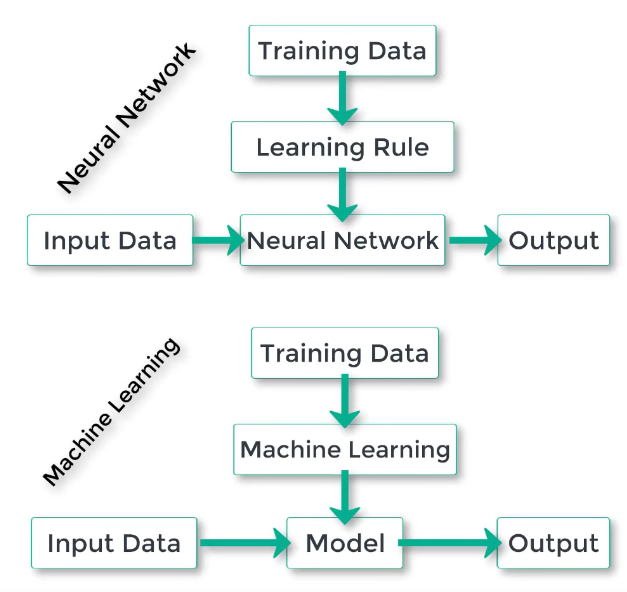 Neural Network
Training Data
Learning Rule
Input Data
Neural Network
Output
Machine Learning
Training Data
Machine Learning
Input Data
Model
Output